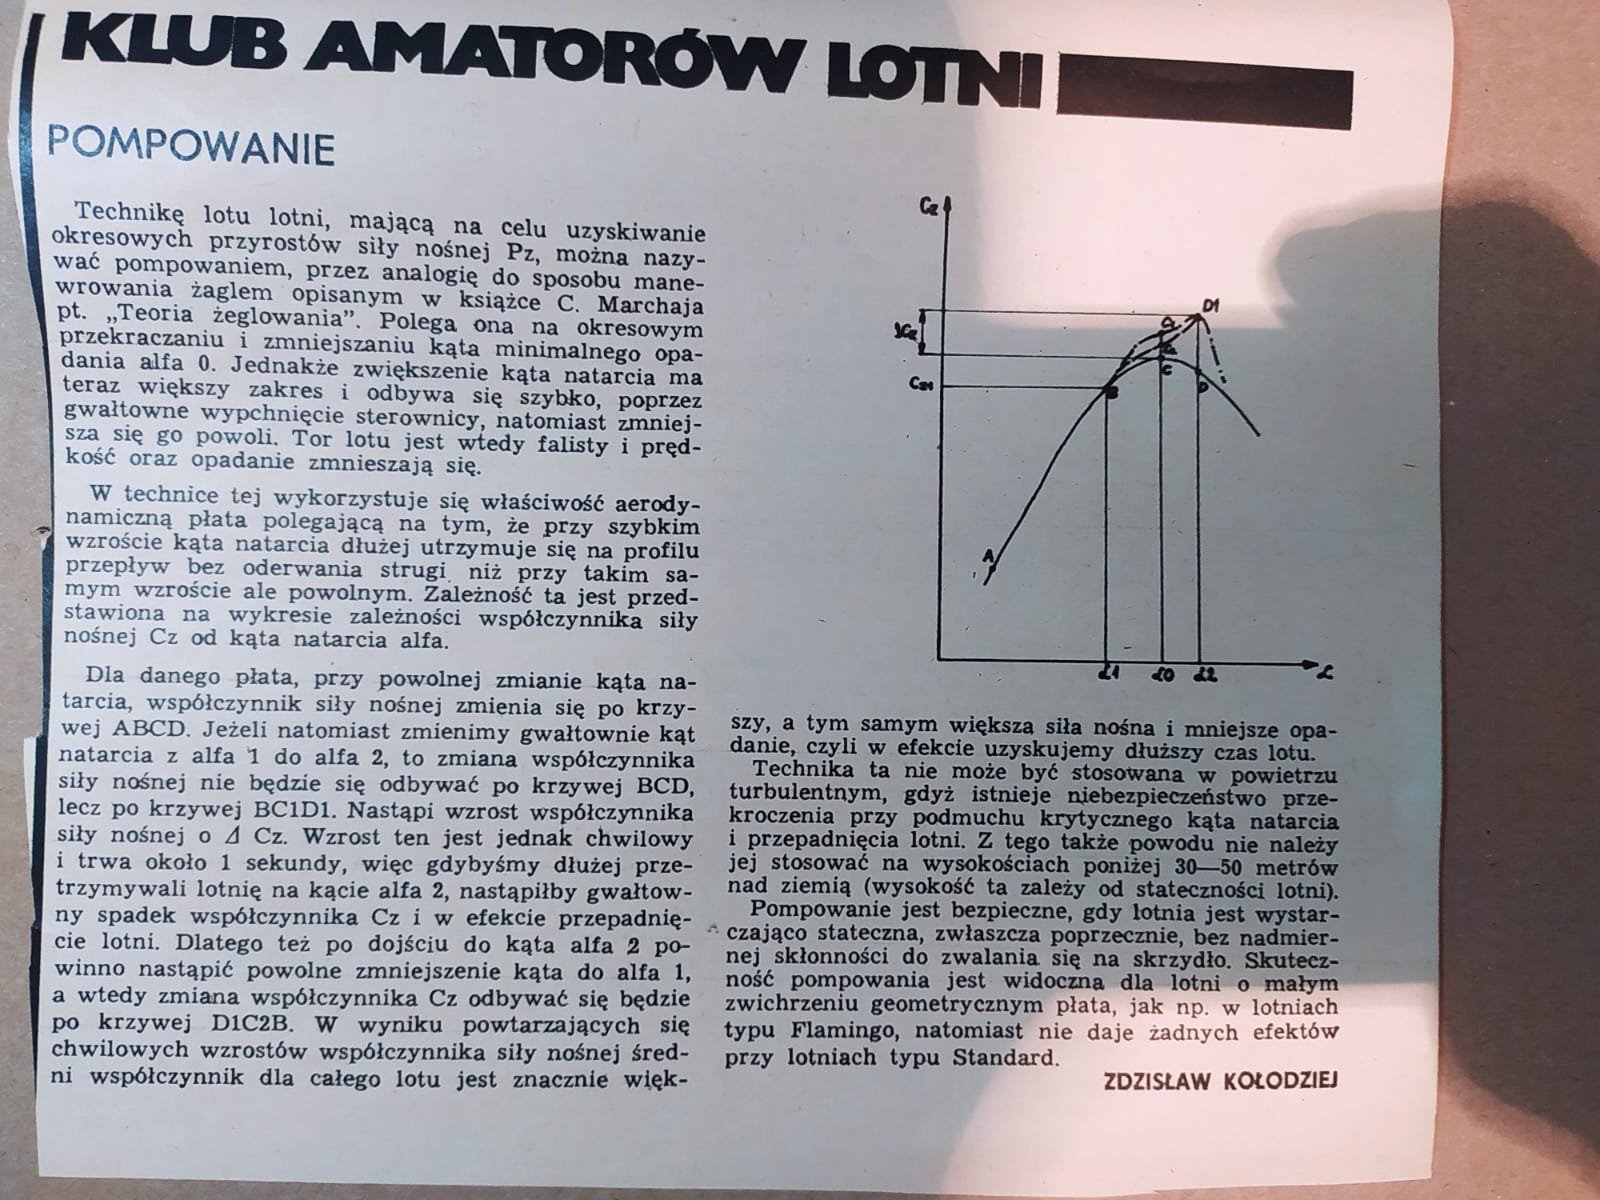 KLUB AMATORÓW LOTNI
POMPOWANIE
Technikę lotu lotni, mającą na celu uzyskiwanie
okresowych przyrostów siły nośnej Pz, można nazy-
wać pompowaniem, przez analogię do sposobu mane-
wrowania żaglem opisanym w książce C. Marchaja
pt. „Teoria żeglowania”. Polega ona na okresowym
przekraczaniu i zmniejszaniu kąta minimalnego opa-
dania alfa 0. Jednakże zwiększenie kąta natarcia ma
teraz większy zakres i odbywa się szybko, poprzez
gwałtowne wypchnięcie sterownicy, natomiast zmniej-
sza się go powoli. Tor lotu jest wtedy falisty i pręd-
kość oraz opadanie zmnieszają się.
W technice tej wykorzystuje się właściwość aerody-
namiczną płata polegającą na tym, że przy szybkim
wzroście kąta natarcia dłużej utrzymuje się na profilu
przepływ bez oderwania strugi niż przy takim sa-
mym wzroście ale powolnym. Zależność ta jest przed-
stawiona na wykresie zależności współczynnika siły
nośnej Cz od kąta natarcia alfa.
Dla danego płata, przy powolnej zmianie kąta na-
tarcia, współczynnik siły nośnej zmienia się po krzy-
wej ABCD. Jeżeli natomiast zmienimy gwałtownie kąt
natarcia z alfa 1 do alfa 2, to zmiana współczynnika
siły nośnej nie będzie się odbywać po krzywej BCD,
lecz po krzywej BC1D1. Nastąpi wzrost współczynnika
siły nośnej o Δ Cz. Wzrost ten jest jednak chwilowy
i trwa około 1 sekundy, więc gdybyśmy dłużej prze-
trzymywali lotnię na kącie alfa 2, nastąpiłby gwałtow-
ny spadek współczynnika Cz i w efekcie przepadnię-
cie lotni. Dlatego też po dojściu do kąta alfa 2 po-
winno nastąpić powolne zmniejszenie kąta do alfa 1,
a wtedy zmiana współczynnika Cz odbywać się będzie
po krzywej D1C2B. W wyniku powtarzających się
chwilowych wzrostów współczynnika siły nośnej śred-
ni współczynnik dla całego lotu jest znacznie więk-
Cz
D1
C
Cz1
B
D
A
α1 α0 α2 α
szy, a tym samym większa siła nośna i mniejsze opa-
danie, czyli w efekcie uzyskujemy dłuższy czas lotu.
Technika ta nie może być stosowana w powietrzu
turbulentnym, gdyż istnieje niebezpieczeństwo prze-
kroczenia przy podmuchu krytycznego kąta natarcia
i przepadnięcia lotni. Z tego także powodu nie należy
jej stosować na wysokościach poniżej 30—50 metrów
nad ziemią (wysokość ta zależy od stateczności lotni).
Pompowanie jest bezpieczne, gdy lotnia jest wystar-
czająco stateczna, zwłaszcza poprzecznie, bez nadmier-
nej skłonności do zwalania się na skrzydło. Skutecz-
ność pompowania jest widoczna dla lotni o małym
zwichrzeniu geometrycznym płata, jak np. w lotniach
typu Flamingo, natomiast nie daje żadnych efektów
przy lotniach typu Standard.
ZDZISŁAW KOŁODZIEJ